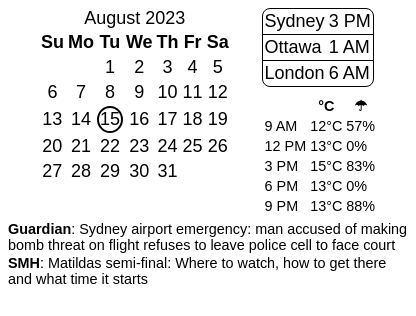 August 2023
Su Mo Tu We Th Fr Sa
1 2 3 4 5
6 7 8 9 10 11 12
13 14 15 16 17 18 19
20 21 22 23 24 25 26
27 28 29 30 31
Sydney 3 PM
Ottawa 1 AM
London 6 AM
°C ☂
9 AM 12°C 57%
12 PM 13°C 0%
3 PM 15°C 83%
6 PM 13°C 0%
9 PM 13°C 88%
Guardian: Sydney airport emergency: man accused of making
bomb threat on flight refuses to leave police cell to face court
SMH: Matildas semi-final: Where to watch, how to get there
and what time it starts